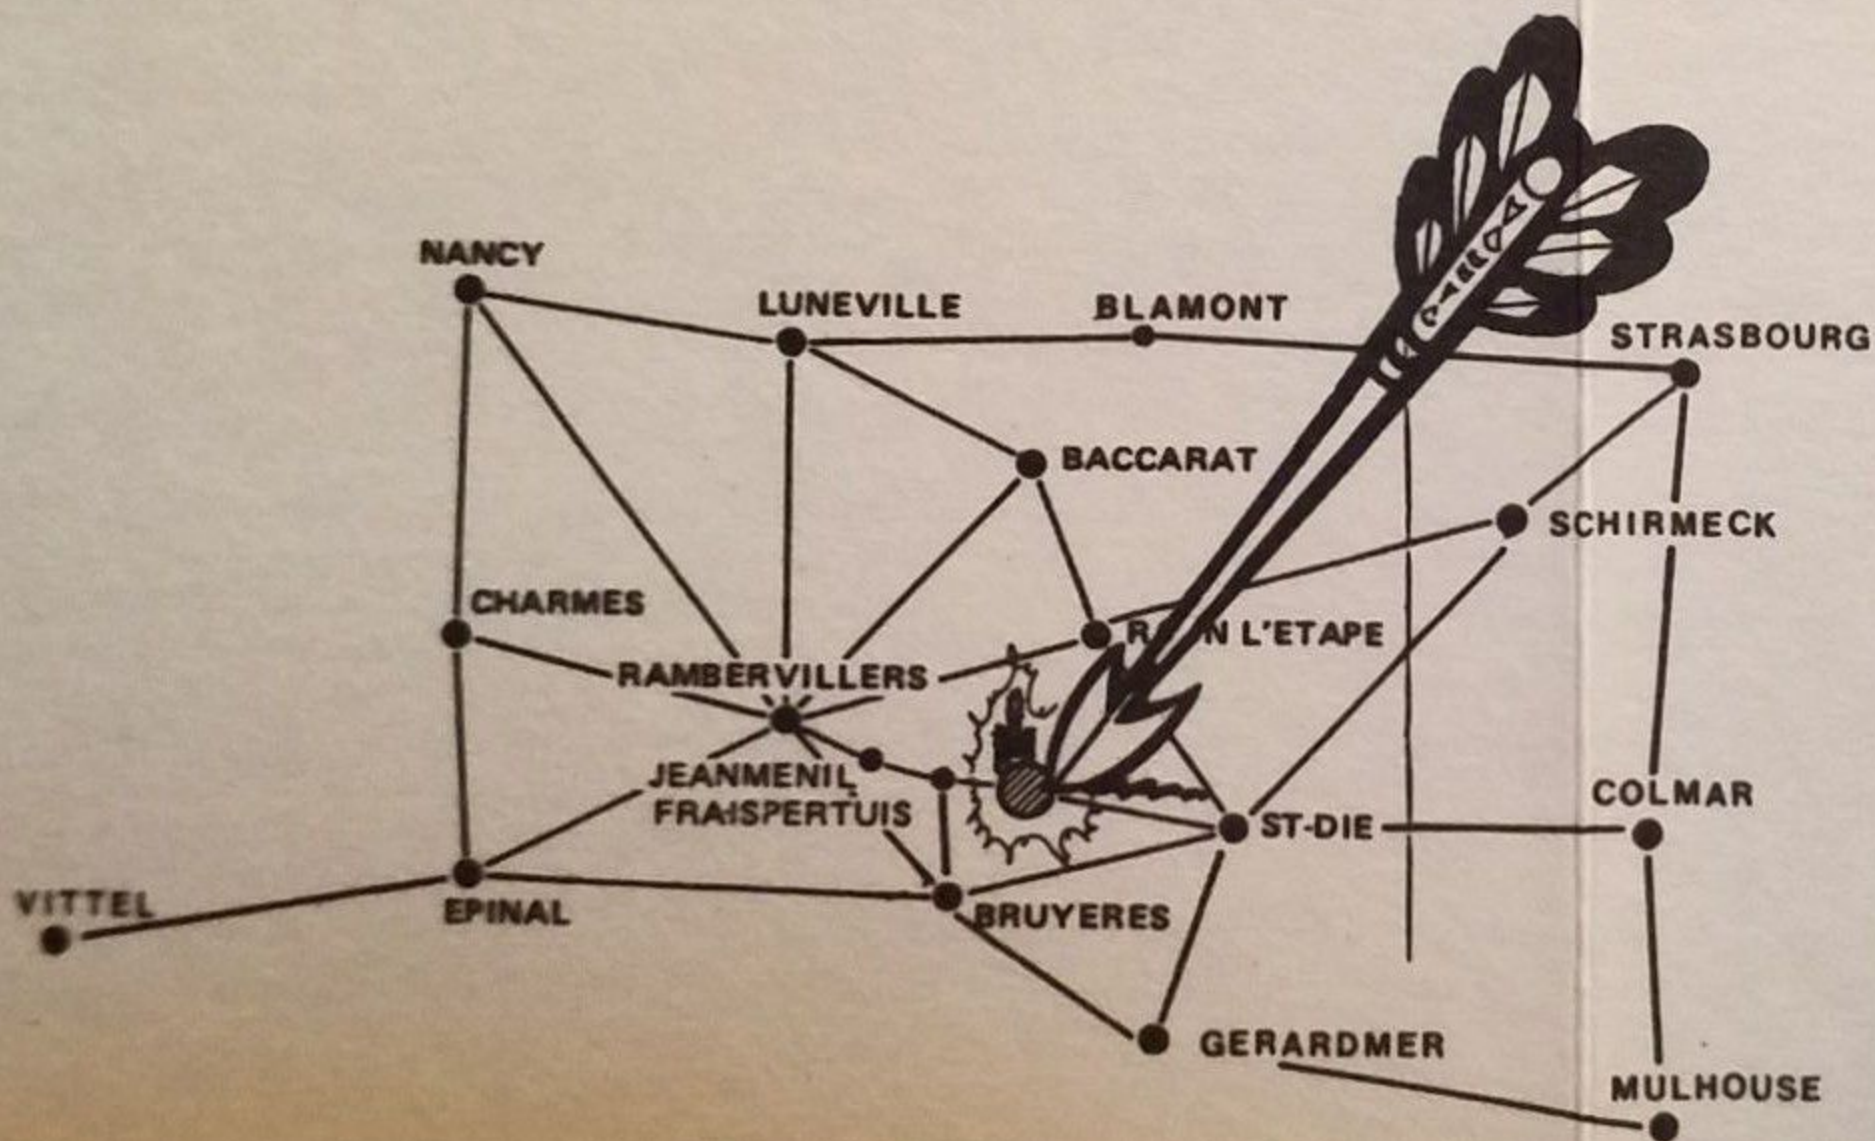 NANCY
LUNEVILLE
BLAMONT
STRASBOURG
BACCARAT
SCHIRMECK
CHARMES
L'ETAPE
RAMBERVILLERS
JEANMENIL
FRAISPERTUIS
COLMAR
ST-DIE
VITTEL
EPINAL
BRUYERES
GERARDMER
MULHOUSE